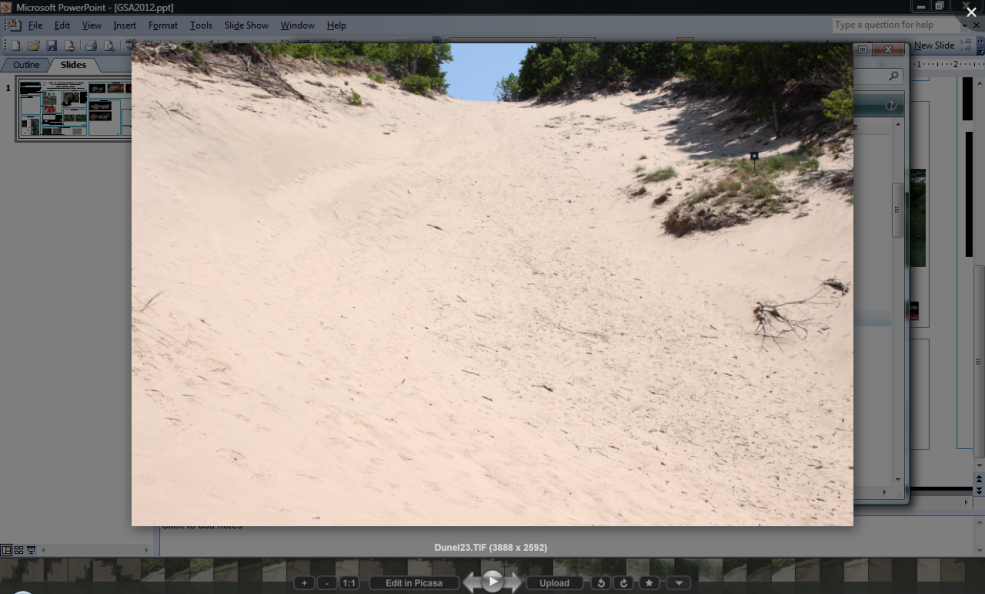 Microsoft PowerPoint - [GSA2012.ppt]
File Edit View Insert Format Tools Slide Show Window Help
Type a question for help
New Slide
Outline Slides
1
Click to add notes
Dunel23.TIF (3888 x 2592)
+ - 1:1 Edit in Picasa Upload